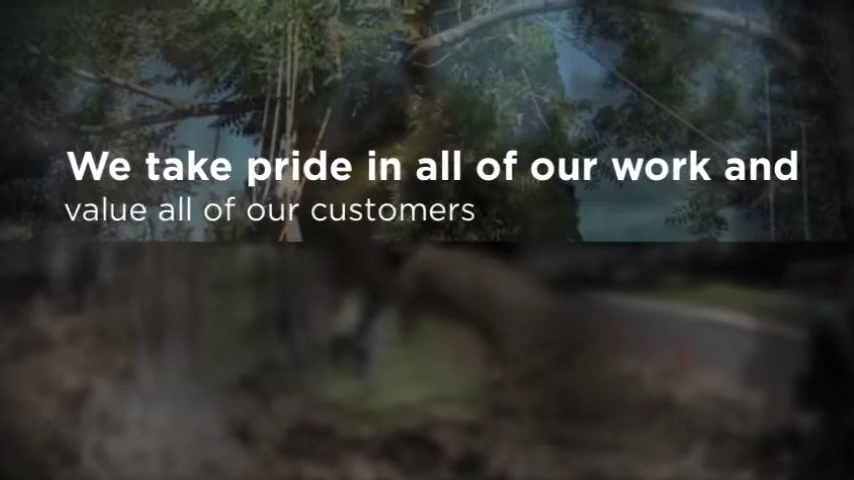 We take pride in all of our work and
value all of our customers